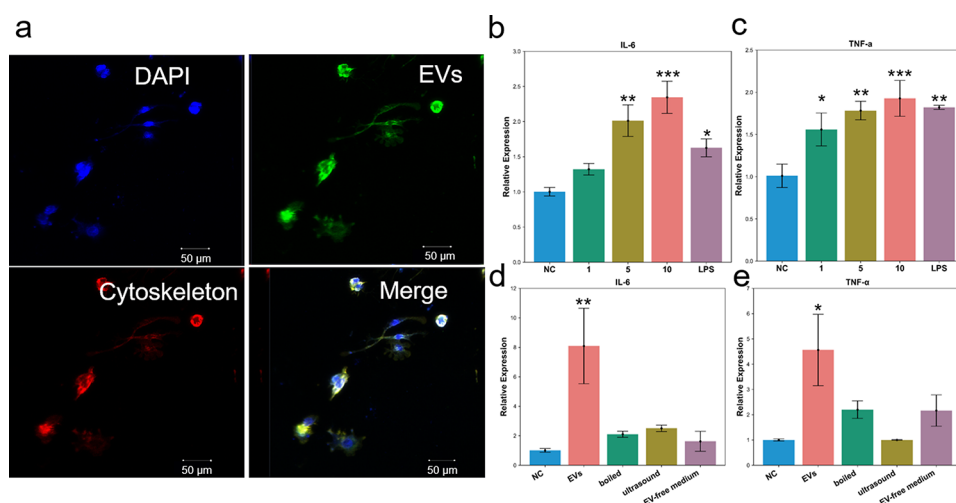 a
DAPI
50 µm
EVs
50 µm
Cytoskeleton
50 µm
Merge
50 µm
b
IL-6
Relative Expression
3.0
2.5
2.0
1.5
1.0
0.5
0.0
**
***
*
NC 1 5 10 LPS
c
TNF-a
Relative Expression
2.5
2.0
1.5
1.0
0.5
0.0
*
**
***
**
NC 1 5 10 LPS
d
IL-6
Relative Expression
12
10
8
6
4
2
0
**
NC EVs boiled ultrasound EV-free medium
e
TNF-α
Relative Expression
7
6
5
4
3
2
1
0
*
NC EVs boiled ultrasound EV-free medium